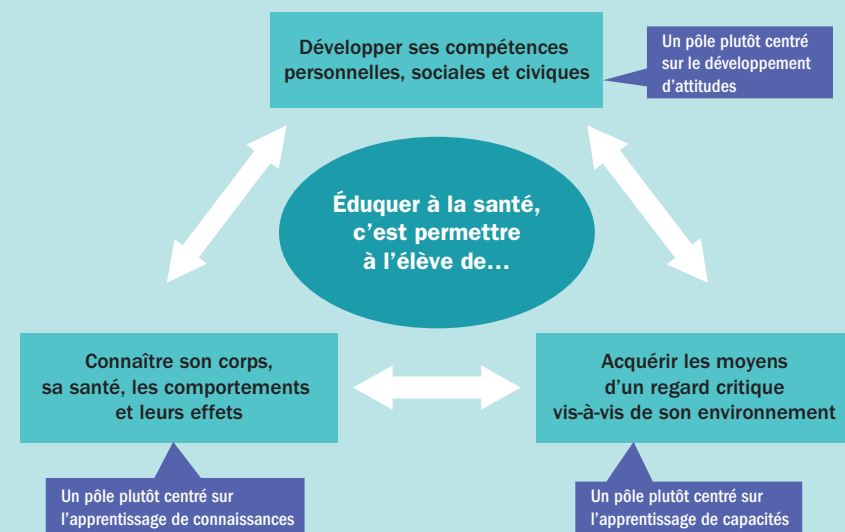 Développer ses compétences
personnelles, sociales et civiques
Un pôle plutôt centré
sur le développement
d'attitudes
Éduquer à la santé,
c'est permettre
à l'élève de...
Connaître son corps,
sa santé, les comportements
et leurs effets
Acquérir les moyens
d'un regard critique
vis-à-vis de son environnement
Un pôle plutôt centré sur
l'apprentissage de connaissances
Un pôle plutôt centré sur
l'apprentissage de capacités